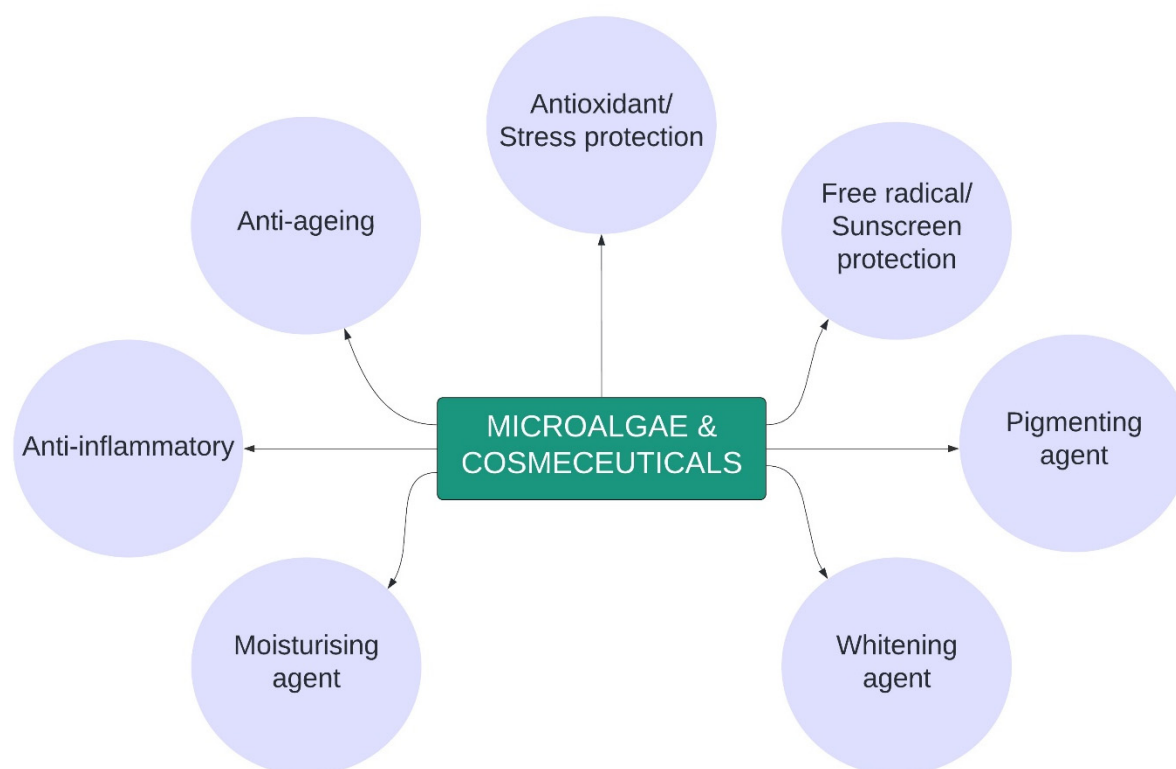 Antioxidant/
Stress protection
Anti-ageing
Free radical/
Sunscreen
protection
MICROALGAE &
COSMECEUTICALS
Anti-inflammatory
Pigmenting
agent
Moisturising
agent
Whitening
agent